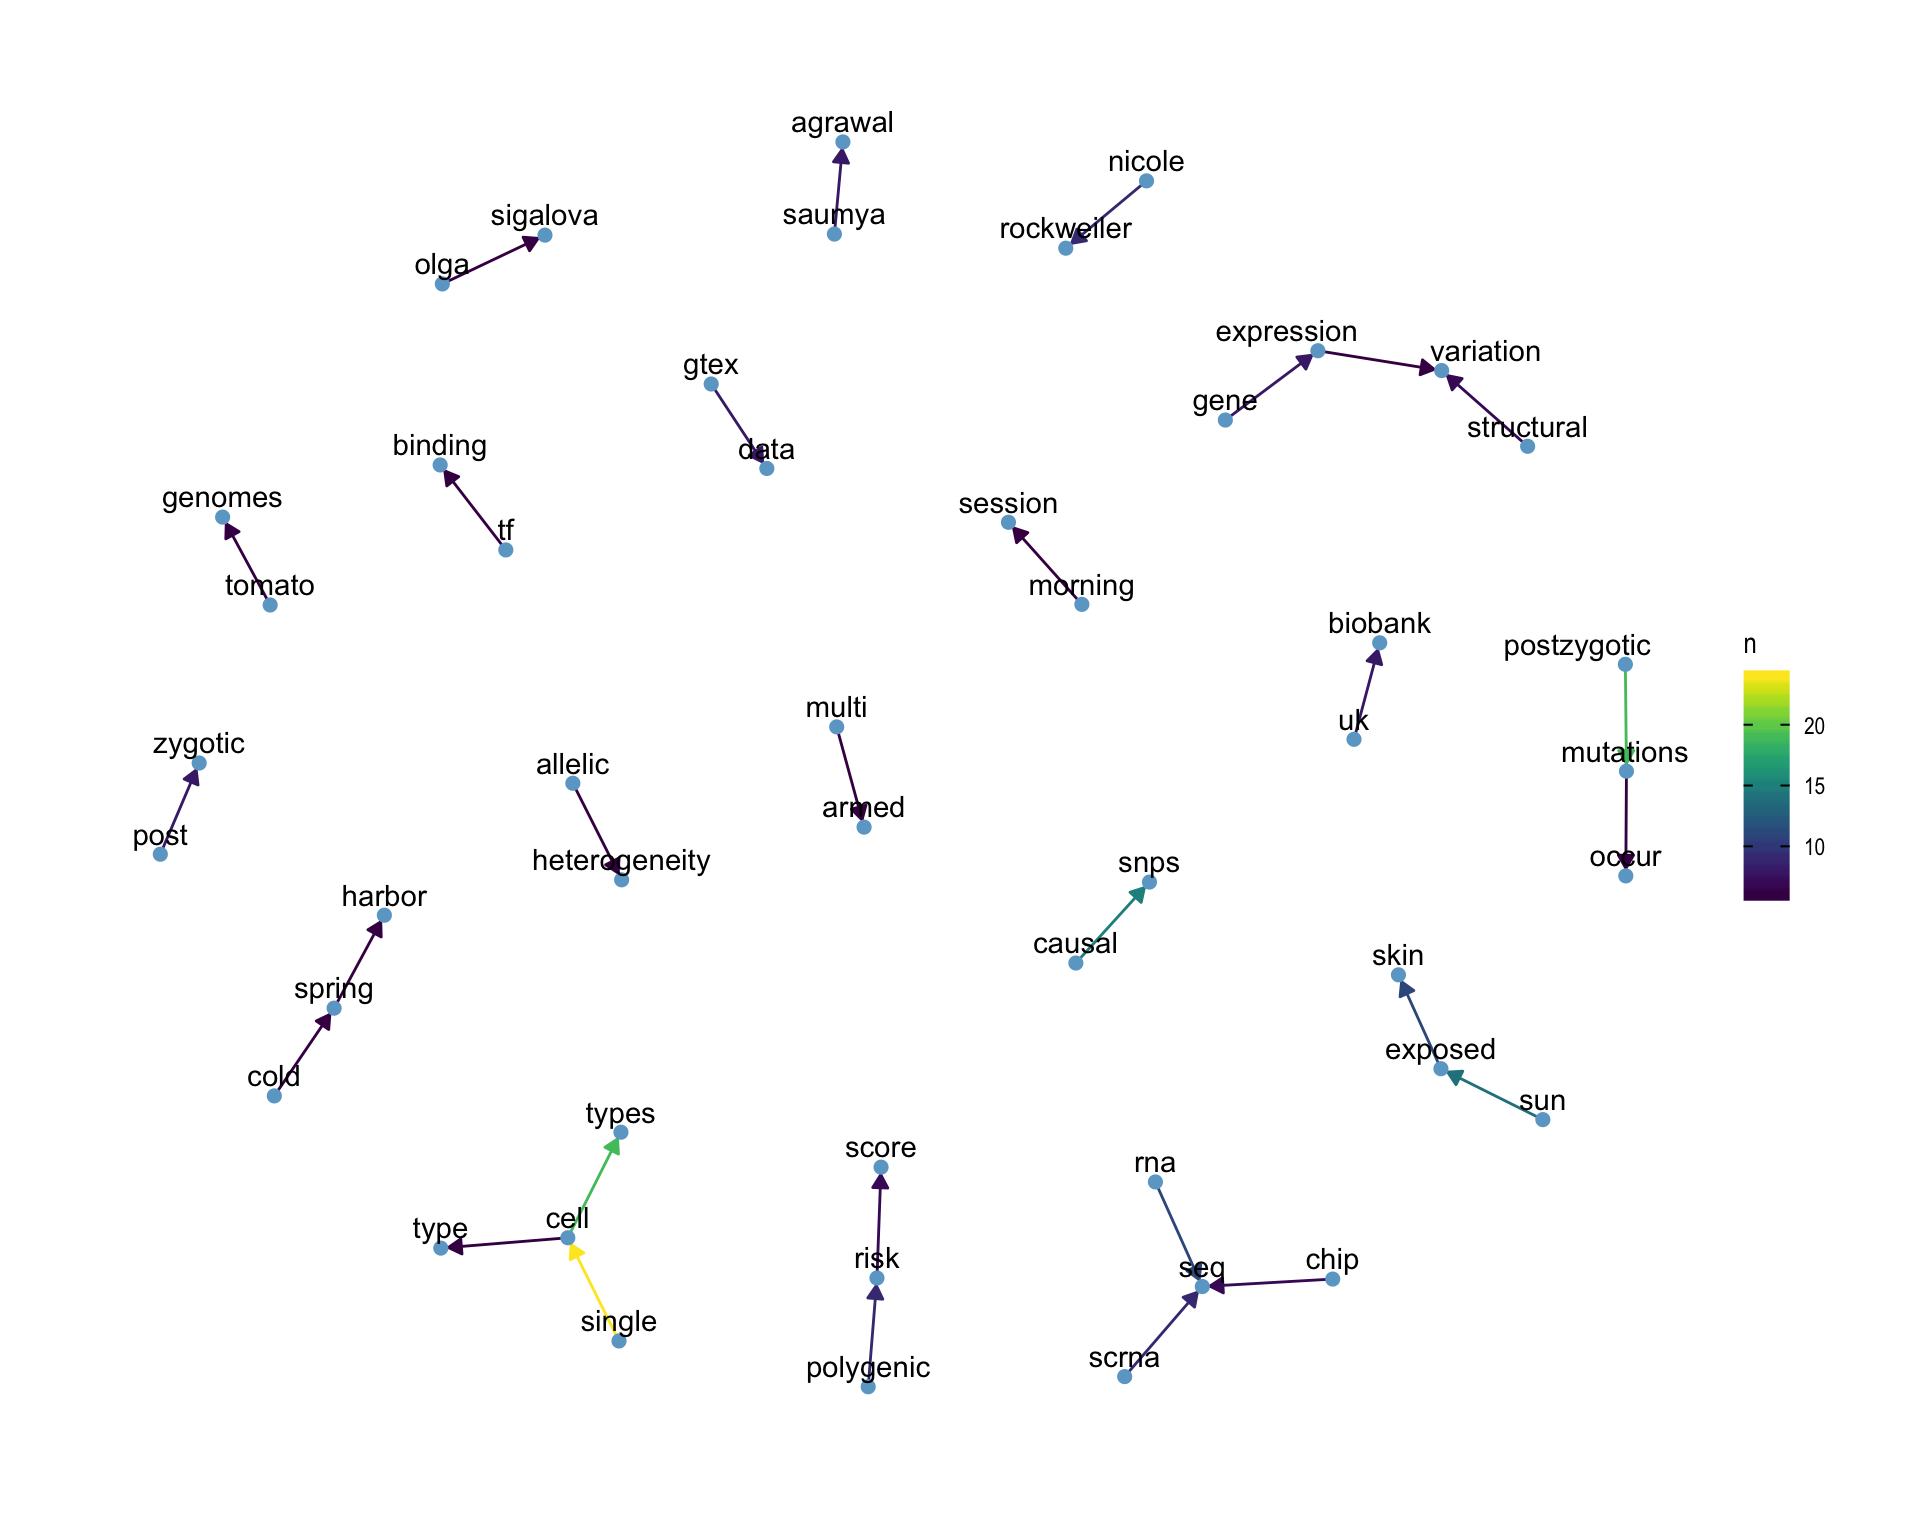 agrawal
nicole
sigalova
saumya
rockweiler
olga
expression
variation
gtex
gene
structural
binding
data
genomes
session
tf
tomato
morning
biobank
postzygotic
n
multi
uk
20
zygotic
allelic
mutations
15
armed
post
heterogeneity
snps
occur
10
harbor
causal
skin
spring
exposed
cold
types
sun
score
rna
cell
type
risk
seq
chip
single
scrna
polygenic